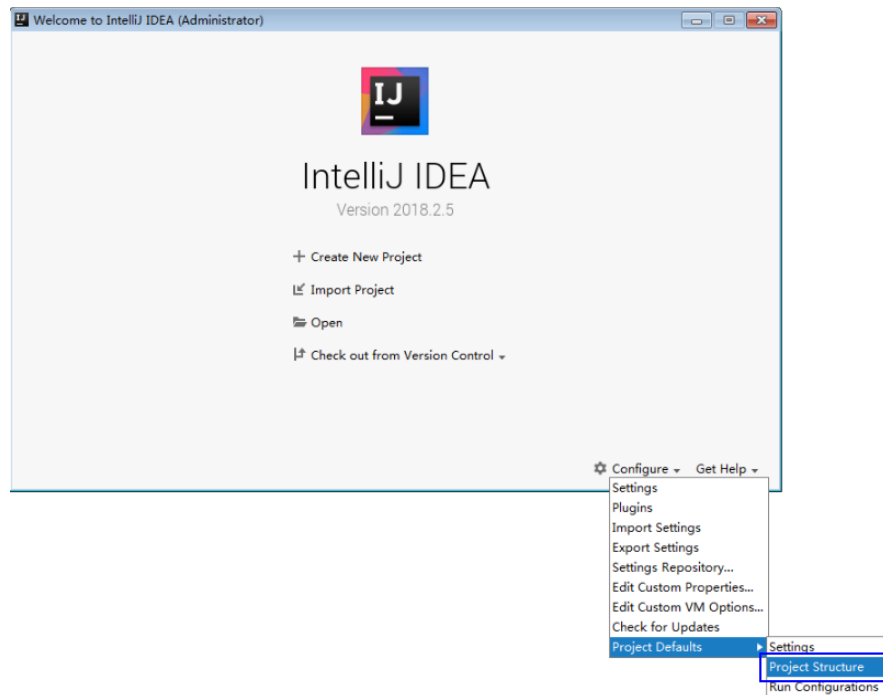 Welcome to IntelliJ IDEA (Administrator)
IJ
IntelliJ IDEA
Version 2018.2.5
Create New Project
Import Project
Open
Check out from Version Control
Configure
Get Help
Settings
Plugins
Import Settings
Export Settings
Settings Repository...
Edit Custom Properties...
Edit Custom VM Options...
Check for Updates
Project Defaults
Settings
Project Structure
Run Configurations